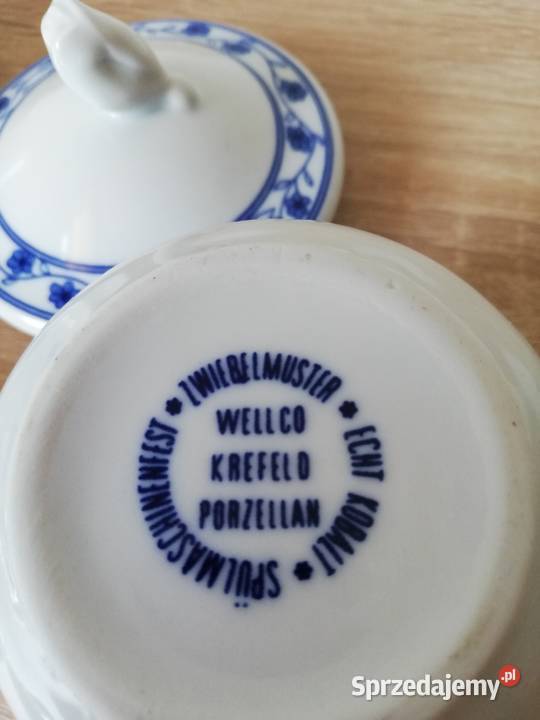 ZWIEBELMUSTER * ECHT KOBALT * SPÜLMASCHINENFEST *
WELLCO
KREFELD
PORZELLAN
Sprzedajemy.pl